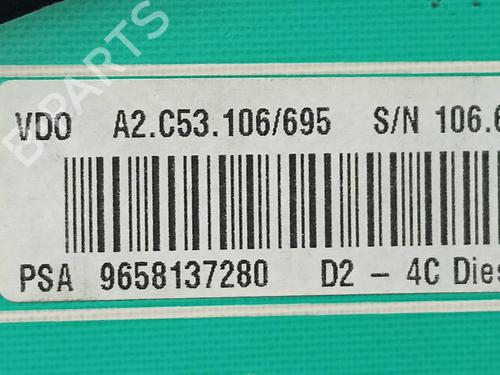 B-PARTS
VDO A2.C53.106/695 S/N 106.6
PSA 9658137280 D2 - 4C Dies